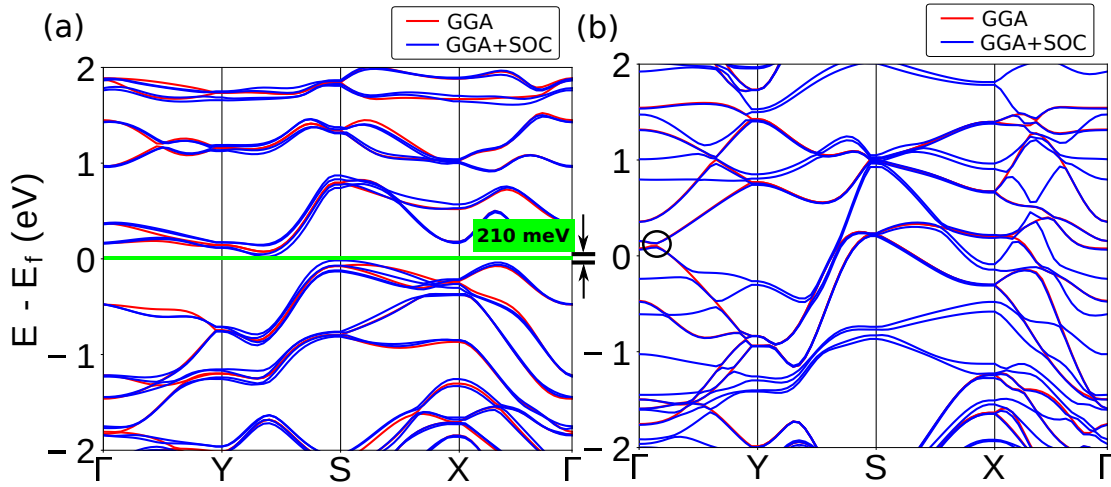 (a)
GGA
GGA+SOC
(b)
GGA
GGA+SOC
E - E_f (eV)
2
1
0
−1
−2
210 meV
Γ Y S X Γ
2
1
0
−1
−2
Γ Y S X Γ